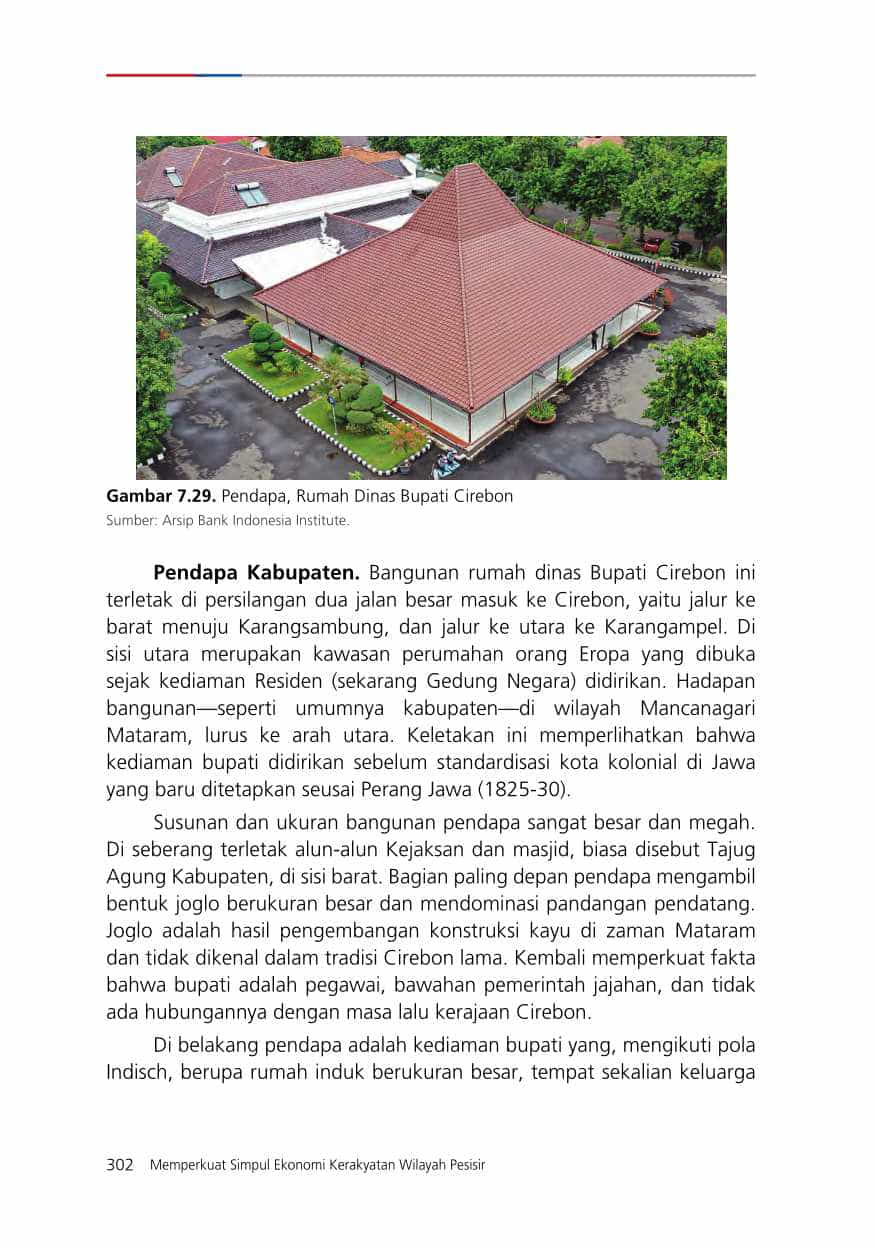 Gambar 7.29. Pendapa, Rumah Dinas Bupati Cirebon
Sumber: Arsip Bank Indonesia Institute.
Pendapa Kabupaten. Bangunan rumah dinas Bupati Cirebon ini
terletak di persilangan dua jalan besar masuk ke Cirebon, yaitu jalur ke
barat menuju Karangsambung, dan jalur ke utara ke Karangampel. Di
sisi utara merupakan kawasan perumahan orang Eropa yang dibuka
sejak kediaman Residen (sekarang Gedung Negara) didirikan. Hadapan
bangunan—seperti umumnya kabupaten—di wilayah Mancanagari
Mataram, lurus ke arah utara. Keletakan ini memperlihatkan bahwa
kediaman bupati didirikan sebelum standardisasi kota kolonial di Jawa
yang baru ditetapkan seusai Perang Jawa (1825-30).
Susunan dan ukuran bangunan pendapa sangat besar dan megah.
Di seberang terletak alun-alun Kejaksan dan masjid, biasa disebut Tajug
Agung Kabupaten, di sisi barat. Bagian paling depan pendapa mengambil
bentuk joglo berukuran besar dan mendominasi pandangan pendatang.
Joglo adalah hasil pengembangan konstruksi kayu di zaman Mataram
dan tidak dikenal dalam tradisi Cirebon lama. Kembali memperkuat fakta
bahwa bupati adalah pegawai, bawahan pemerintah jajahan, dan tidak
ada hubungannya dengan masa lalu kerajaan Cirebon.
Di belakang pendapa adalah kediaman bupati yang, mengikuti pola
Indisch, berupa rumah induk berukuran besar, tempat sekalian keluarga
302 Memperkuat Simpul Ekonomi Kerakyatan Wilayah Pesisir